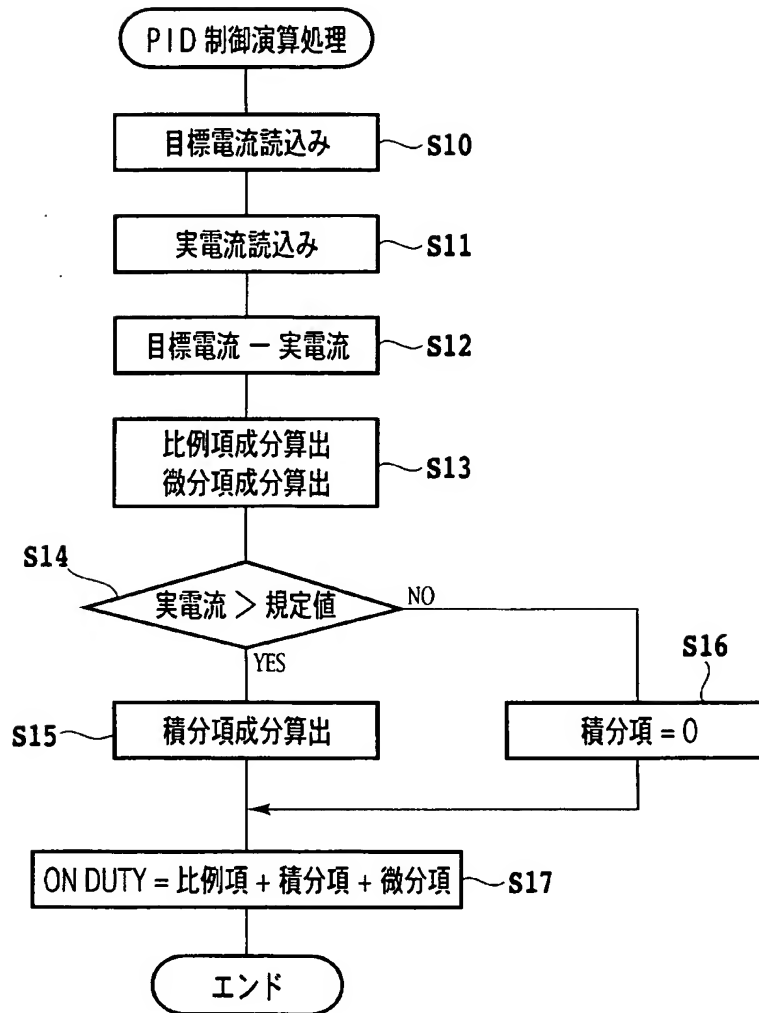 PID 制御演算処理
目標電流読込み
S10
実電流読込み
S11
目標電流 － 実電流
S12
比例項成分算出
微分項成分算出
S13
S14
実電流 ＞ 規定値
NO
YES
S16
S15
積分項成分算出
積分項 = 0
ON DUTY = 比例項 + 積分項 + 微分項
S17
エンド